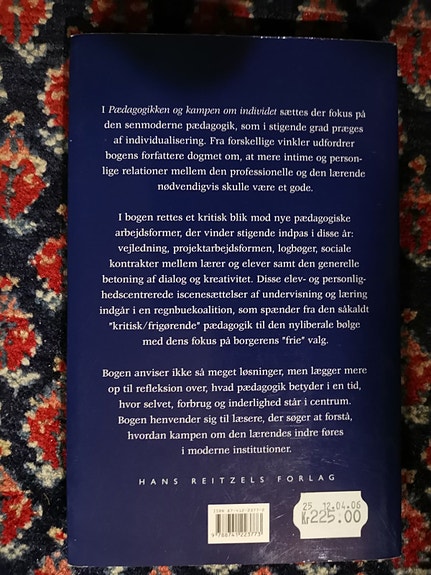 I Pædagogikken og kampen om individet sættes der fokus på
den senmoderne pædagogik, som i stigende grad præges
af individualisering. Fra forskellige vinkler udfordrer
bogens forfattere dogmet om, at mere intime og person-
lige relationer mellem den professionelle og den lærende
nødvendigvis skulle være et gode.
I bogen rettes et kritisk blik mod nye pædagogiske
arbejdsformer, der vinder stigende indpas i disse år:
vejledning, projektarbejdsformen, logbøger, sociale
kontrakter mellem lærer og elever samt den generelle
betoning af dialog og kreativitet. Disse elev- og personlig-
hedscentrerede iscenesættelser af undervisning og læring
indgår i en regnbuekoalition, som spænder fra den såkaldt
"kritisk/frigørende" pædagogik til den nyliberale bølge
med dens fokus på borgerens "frie" valg.
Bogen anviser ikke så meget løsninger, men lægger mere
op til refleksion over, hvad pædagogik betyder i en tid,
hvor selvet, forbrug og inderlighed står i centrum.
Bogen henvender sig til læsere, der søger at forstå,
hvordan kampen om den lærendes indre føres
i moderne institutioner.
HANS REITZELS FORLAG
25 12.04.06
Kr225.00
9 788741 223773